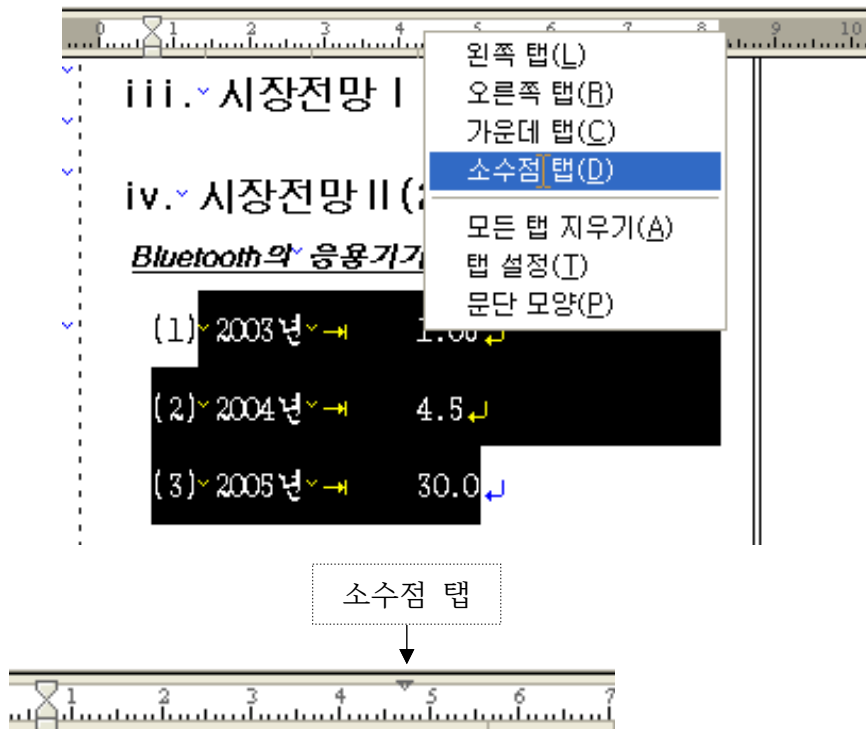 0 1 2 3 4 5 6 7 8 9 10
왼쪽 탭(L)
오른쪽 탭(R)
가운데 탭(C)
소수점 탭(D)
모든 탭 지우기(A)
탭 설정(T)
문단 모양(P)
iii. 시장전망 I
iv. 시장전망 II (
Bluetooth의 응용기기
(1) 2003년
(2) 2004년 4.5
(3) 2005년 30.0
소수점 탭
1 2 3 4 5 6 7